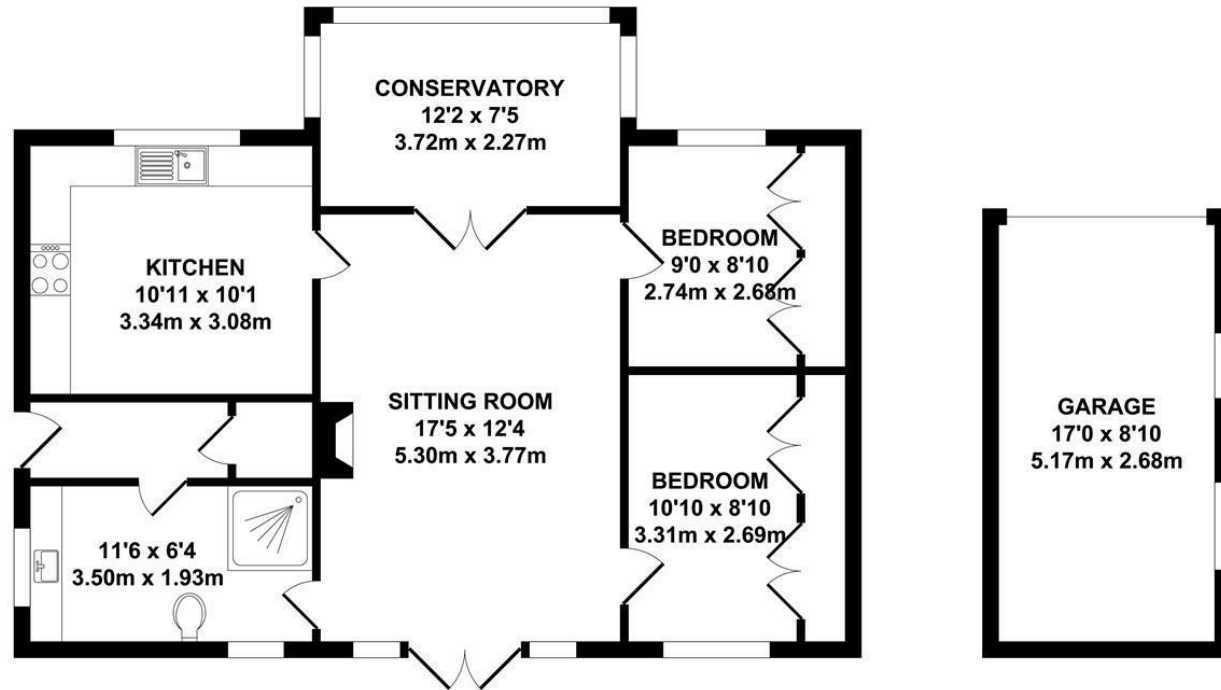 CONSERVATORY
12'2 x 7'5
3.72m x 2.27m
KITCHEN
10'11 x 10'1
3.34m x 3.08m
BEDROOM
9'0 x 8'10
2.74m x 2.68m
SITTING ROOM
17'5 x 12'4
5.30m x 3.77m
GARAGE
17'0 x 8'10
5.17m x 2.68m
BEDROOM
10'10 x 8'10
3.31m x 2.69m
11'6 x 6'4
3.50m x 1.93m